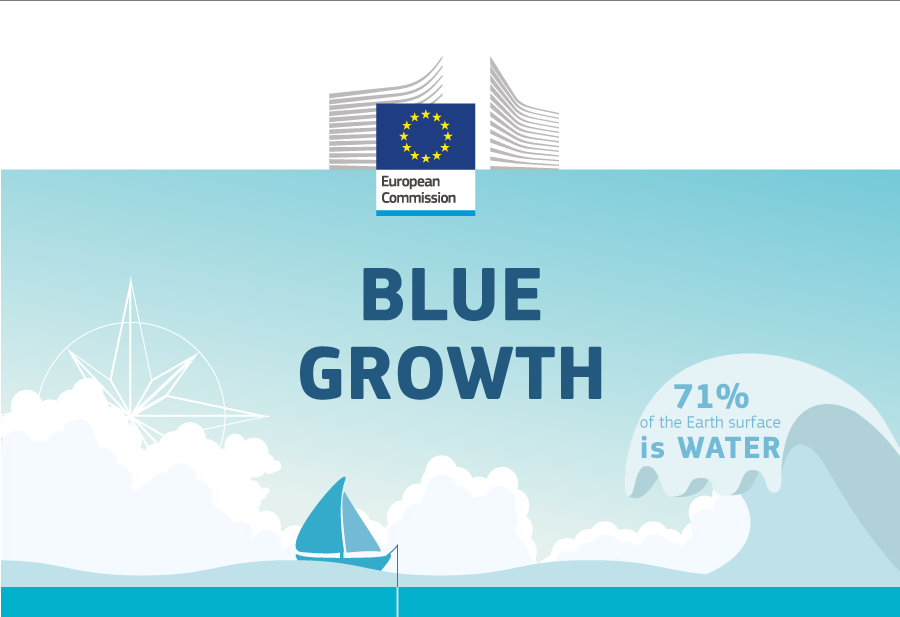 European
Commission
BLUE
GROWTH
71%
of the Earth surface
is WATER